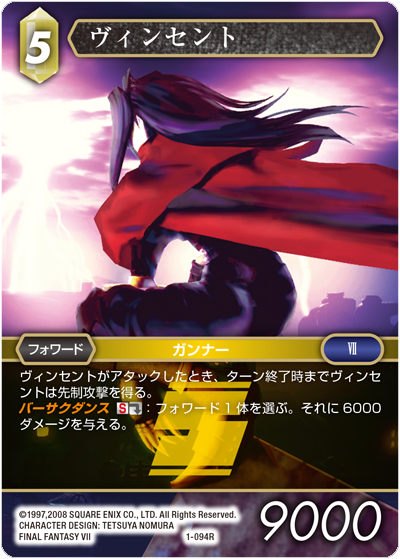 5
ヴィンセント
フォワード
ガンナー
VII
ヴィンセントがアタックしたとき、ターン終了時までヴィンセ
ントは先制攻撃を得る。
バーサクダンス S：フォワード1体を選ぶ。それに6000
ダメージを与える。
©1997,2008 SQUARE ENIX CO., LTD. All Rights Reserved.
CHARACTER DESIGN: TETSUYA NOMURA
FINAL FANTASY VII
1-094R
9000